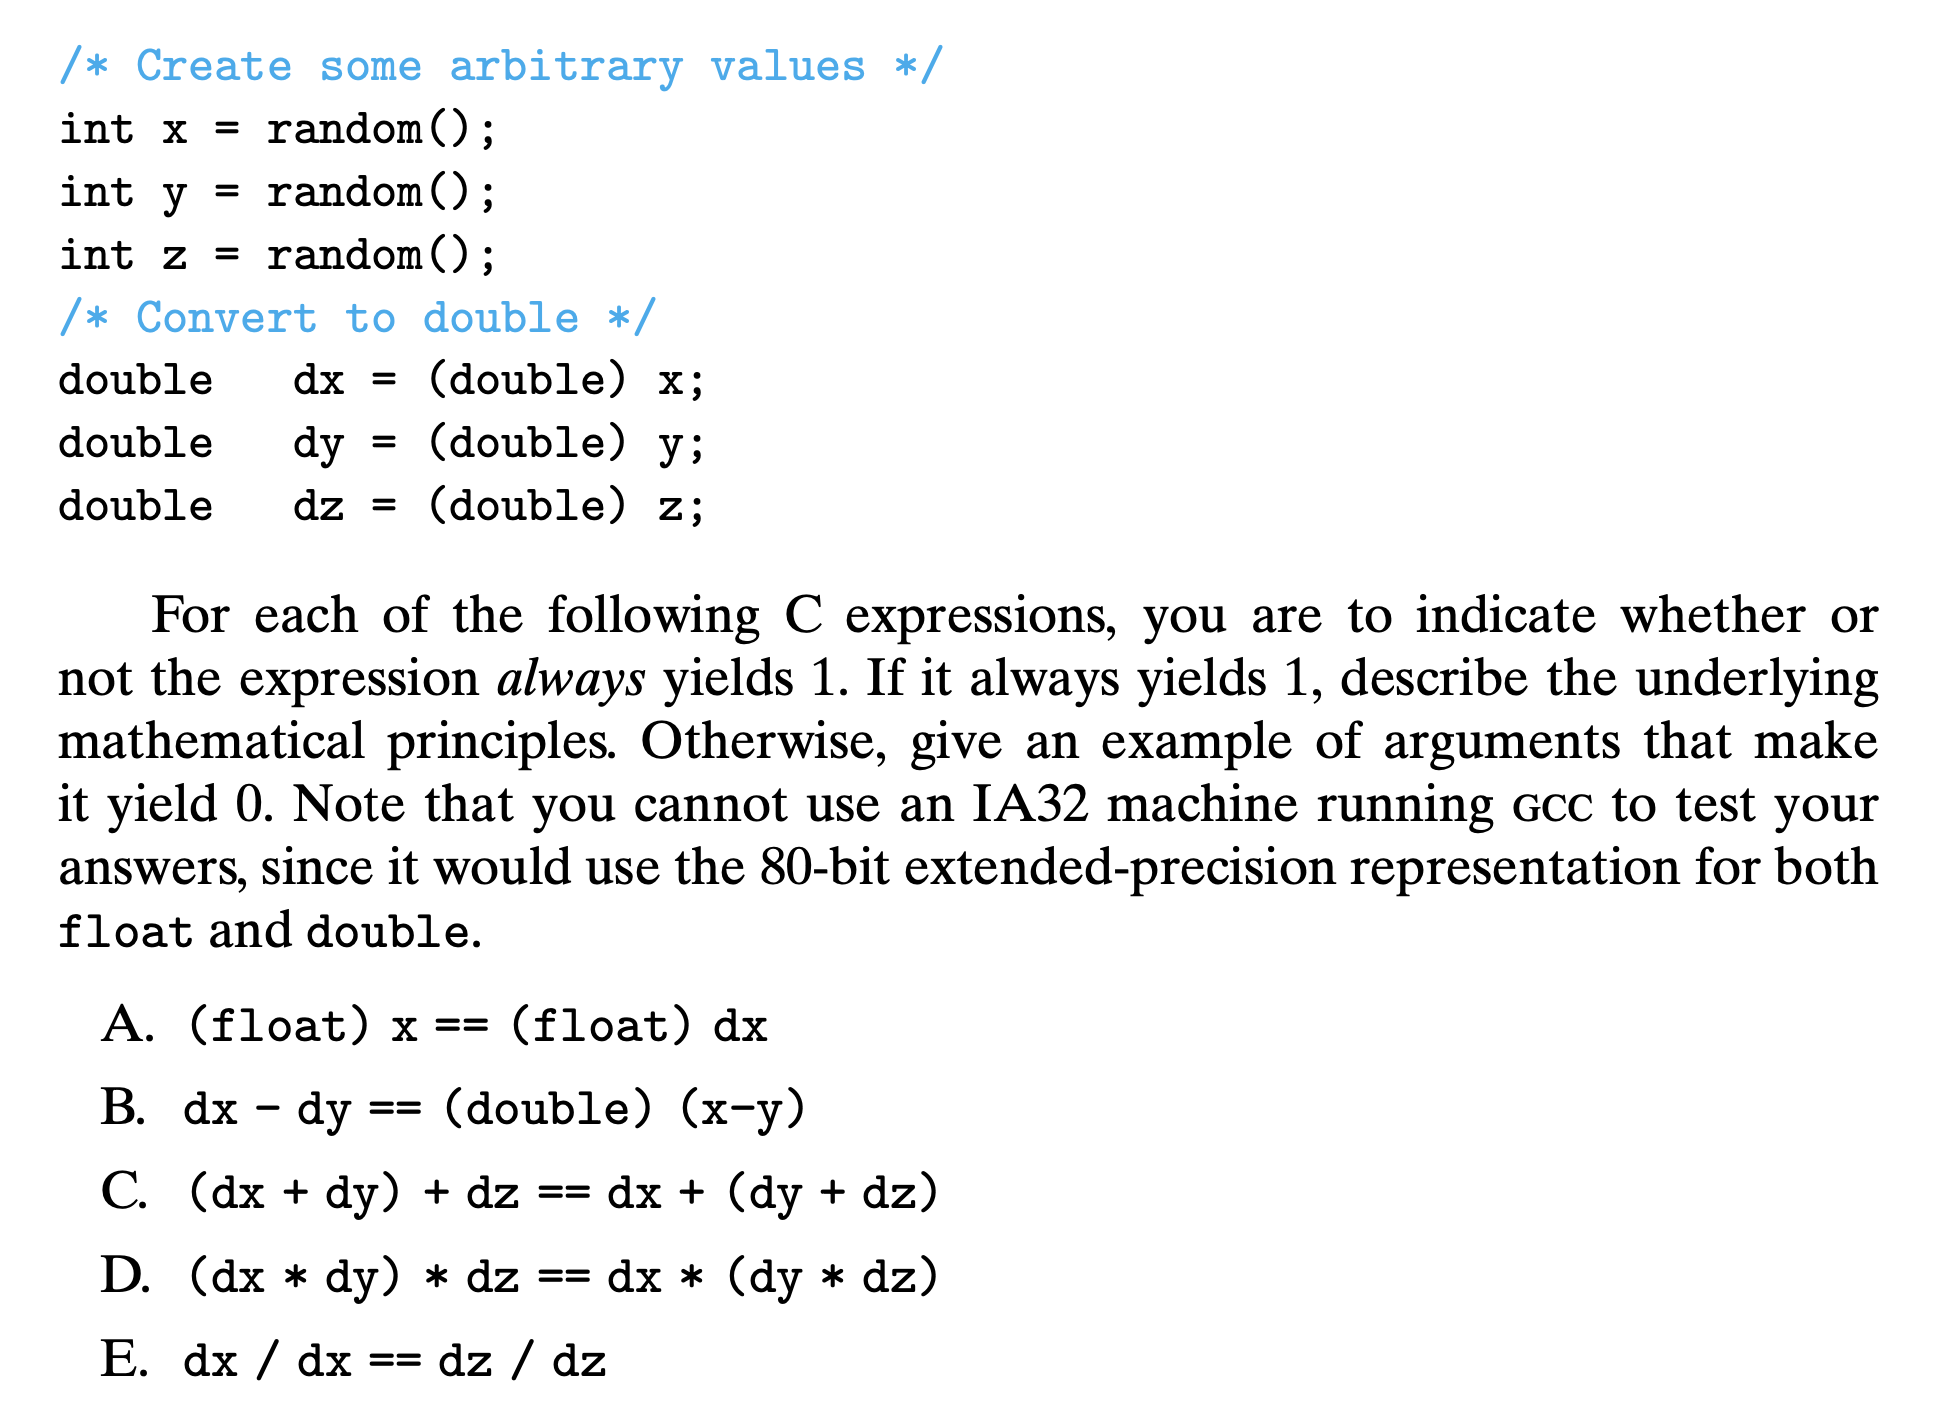 /* Create some arbitrary values */
int x = random();
int y = random();
int z = random();
/* Convert to double */
double   dx = (double) x;
double   dy = (double) y;
double   dz = (double) z;
For each of the following C expressions, you are to indicate whether or
not the expression always yields 1. If it always yields 1, describe the underlying
mathematical principles. Otherwise, give an example of arguments that make
it yield 0. Note that you cannot use an IA32 machine running GCC to test your
answers, since it would use the 80-bit extended-precision representation for both
float and double.
A. (float) x == (float) dx
B. dx - dy == (double) (x-y)
C. (dx + dy) + dz == dx + (dy + dz)
D. (dx * dy) * dz == dx * (dy * dz)
E. dx / dx == dz / dz